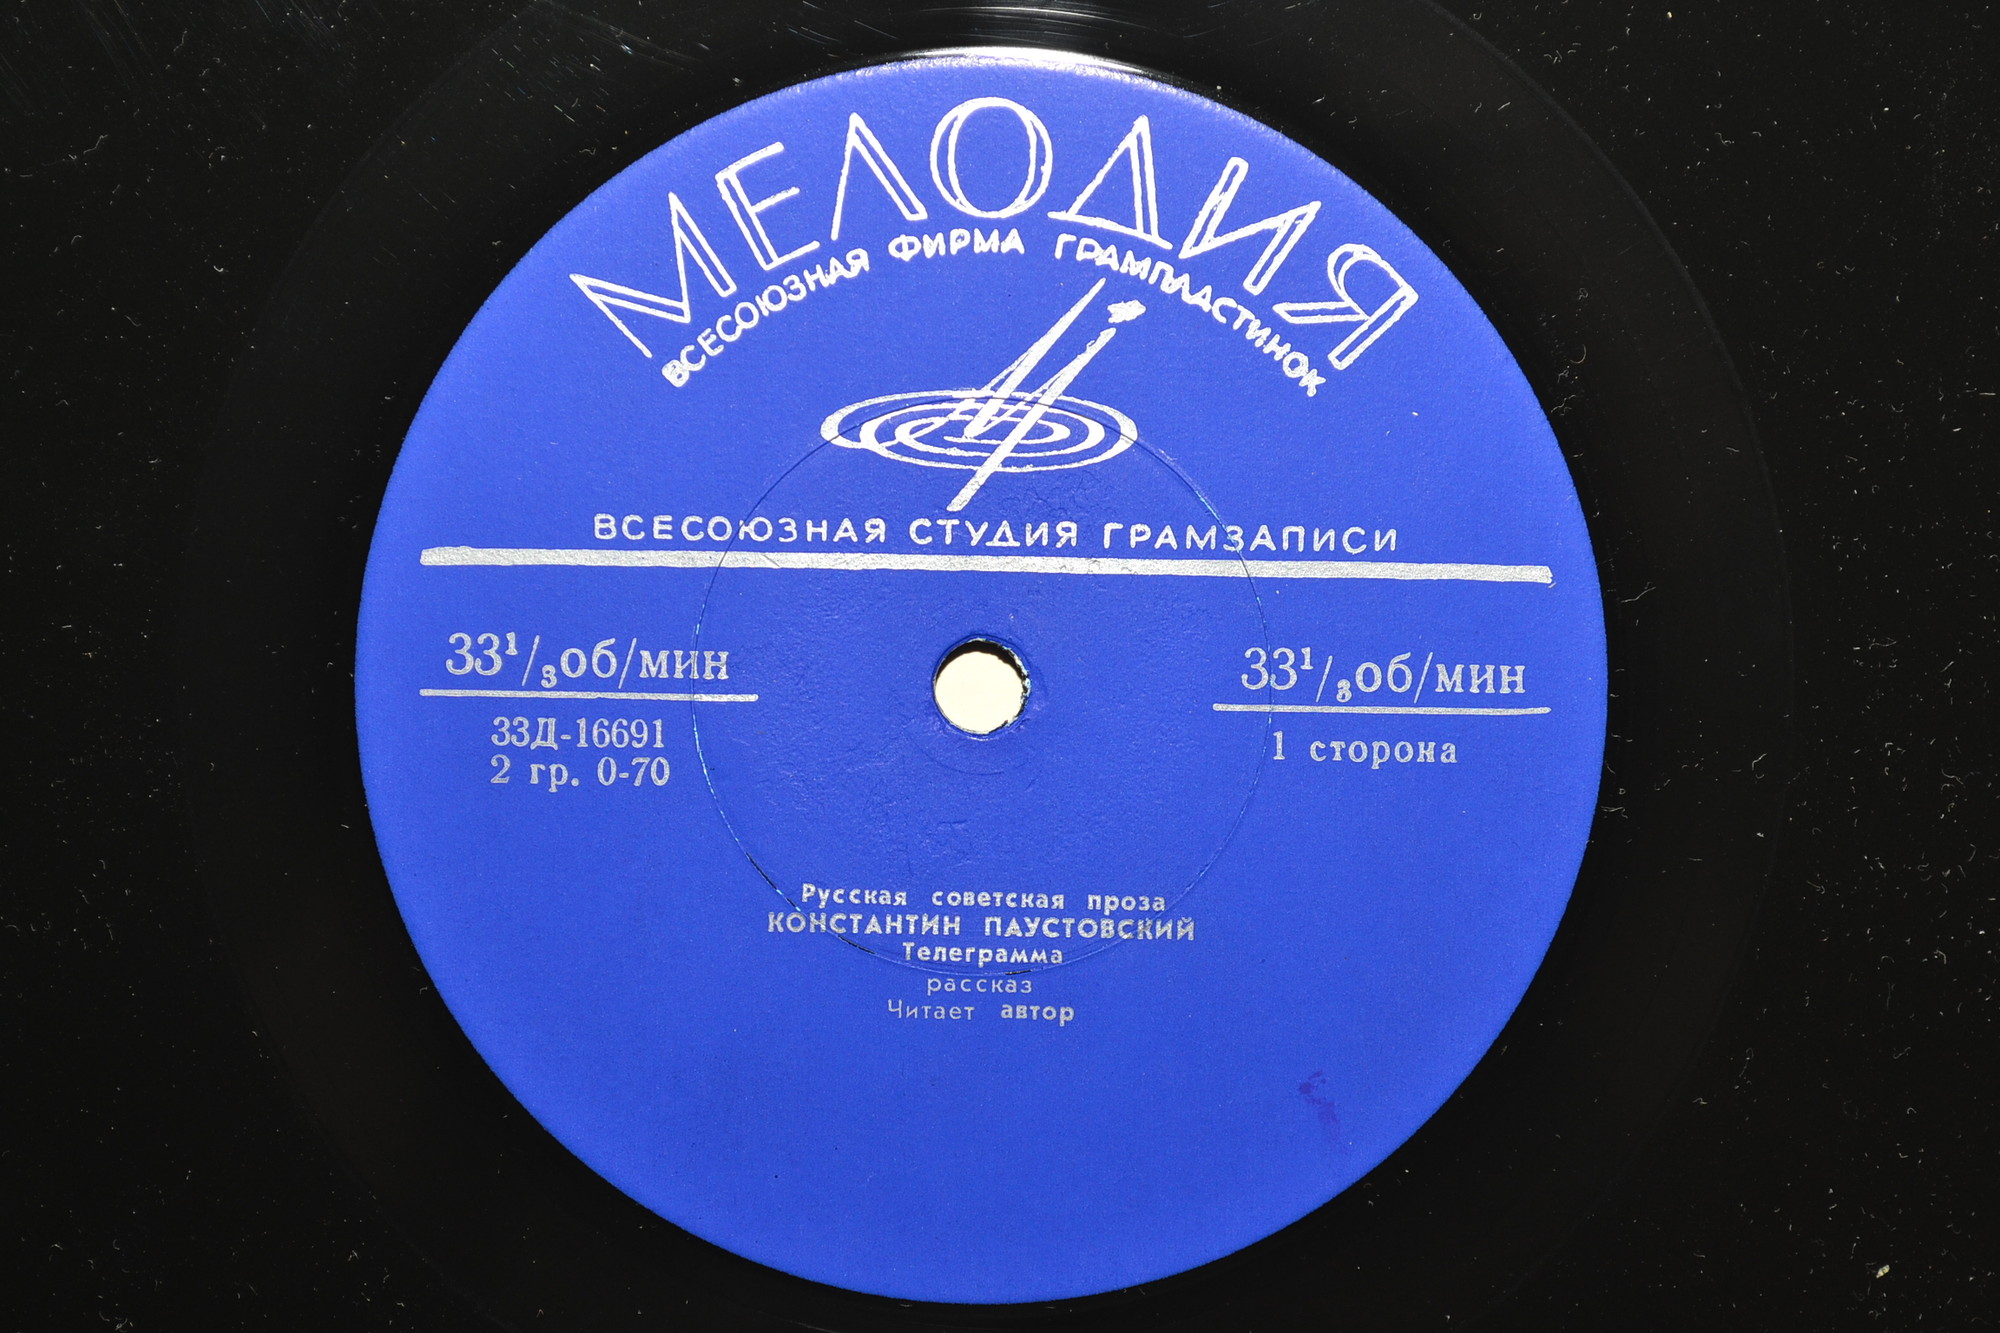 МЕЛОДИЯ
ВСЕСОЮЗНАЯ ФИРМА ГРАМПЛАСТИНОК
ВСЕСОЮЗНАЯ СТУДИЯ ГРАМЗАПИСИ
33¹/₃об/мин
33Д-16691
2 гр. 0-70
33¹/₃об/мин
1 сторона
Русская советская проза
КОНСТАНТИН ПАУСТОВСКИЙ
Телеграмма
рассказ
Читает автор